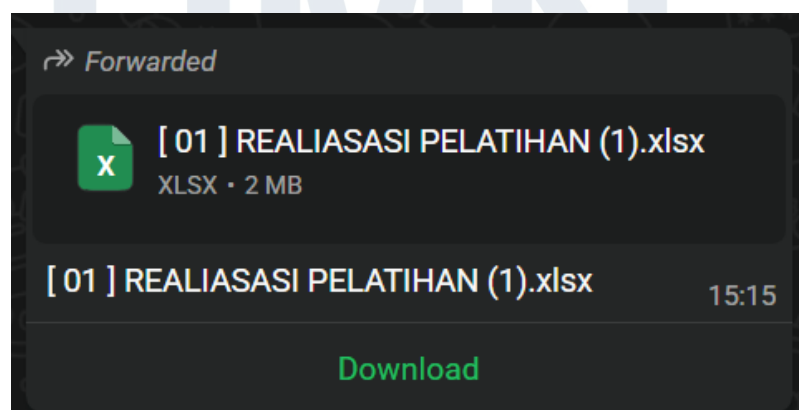 Forwarded
X
[ 01 ] REALIASASI PELATIHAN (1).xlsx
XLSX • 2 MB
[ 01 ] REALIASASI PELATIHAN (1).xlsx
15:15
Download